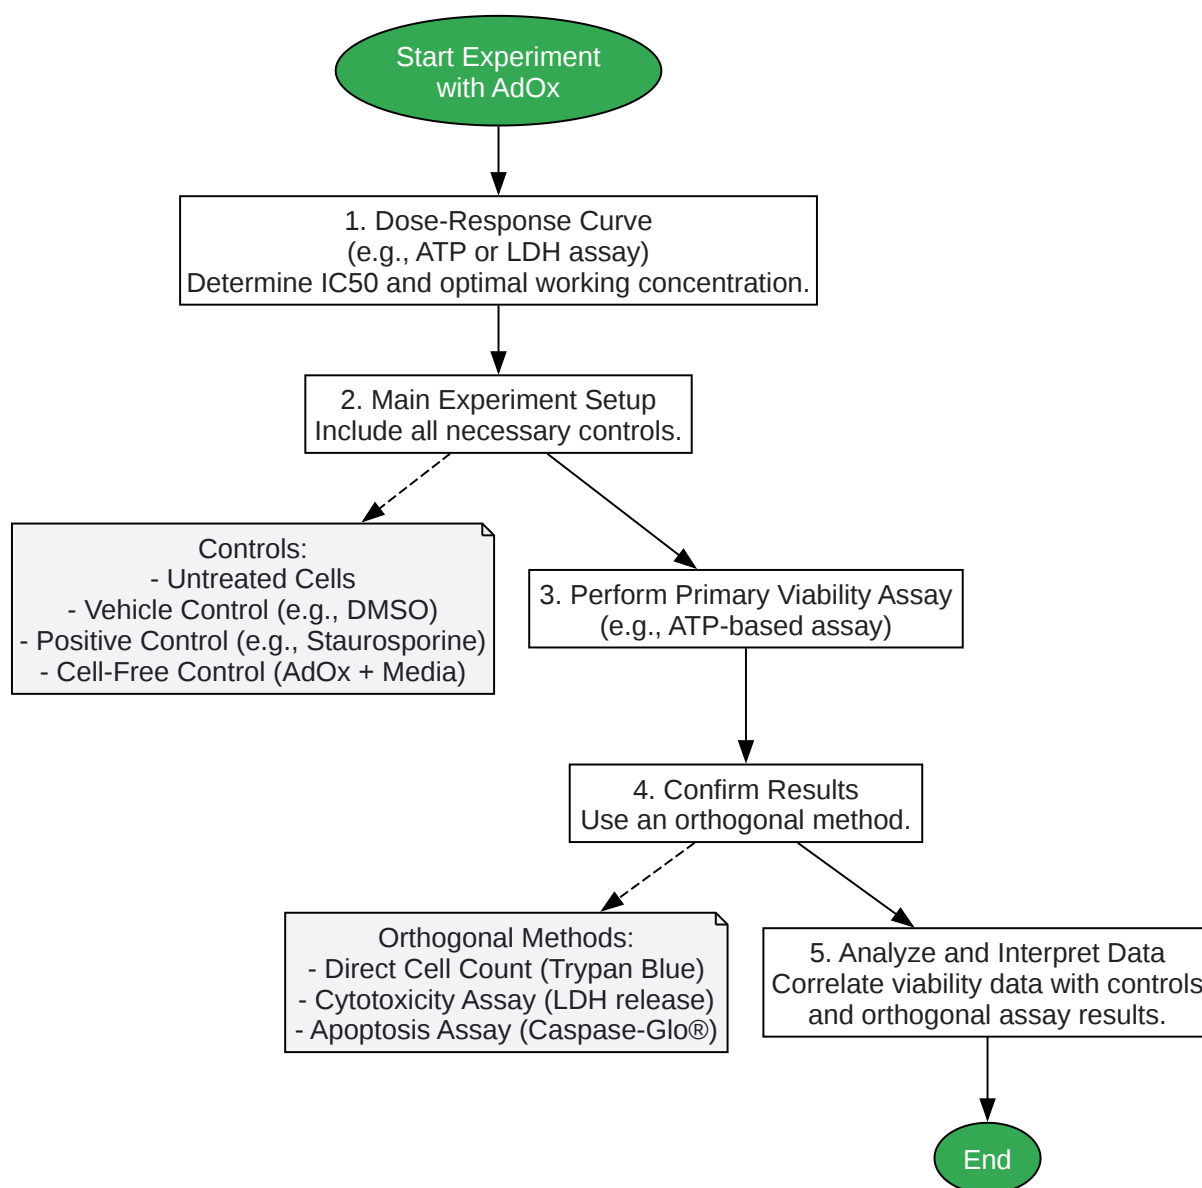 Start Experiment
with AdOx
1. Dose-Response Curve
(e.g., ATP or LDH assay)
Determine IC50 and optimal working concentration.
2. Main Experiment Setup
Include all necessary controls.
Controls:
- Untreated Cells
- Vehicle Control (e.g., DMSO)
- Positive Control (e.g., Staurosporine)
- Cell-Free Control (AdOx + Media)
3. Perform Primary Viability Assay
(e.g., ATP-based assay)
4. Confirm Results
Use an orthogonal method.
Orthogonal Methods:
- Direct Cell Count (Trypan Blue)
- Cytotoxicity Assay (LDH release)
- Apoptosis Assay (Caspase-Glo®)
5. Analyze and Interpret Data
Correlate viability data with controls
and orthogonal assay results.
End